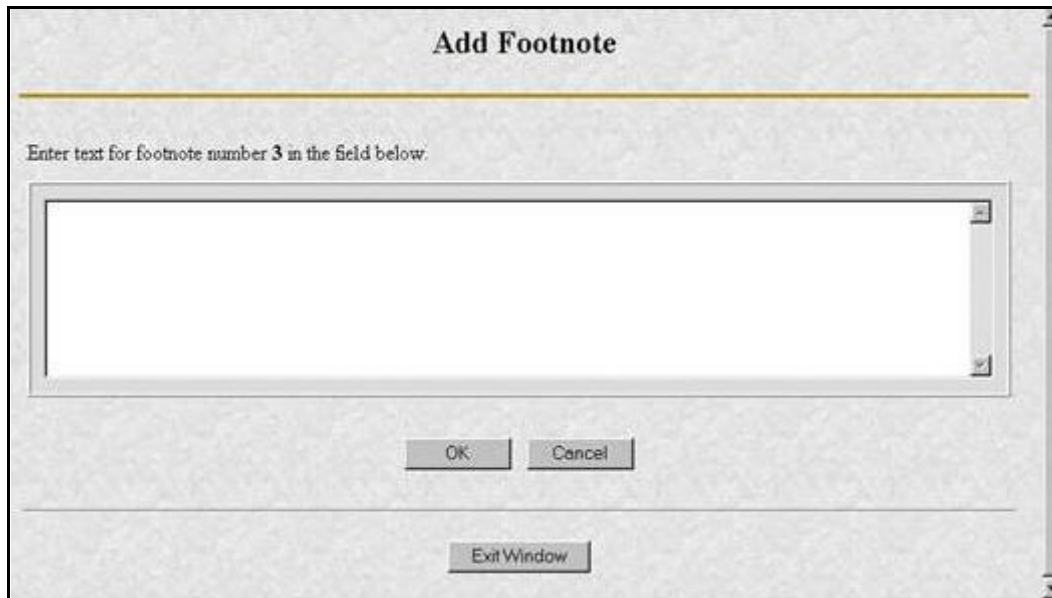 Add Footnote
Enter text for footnote number 3 in the field below.
OK Cancel
Exit Window